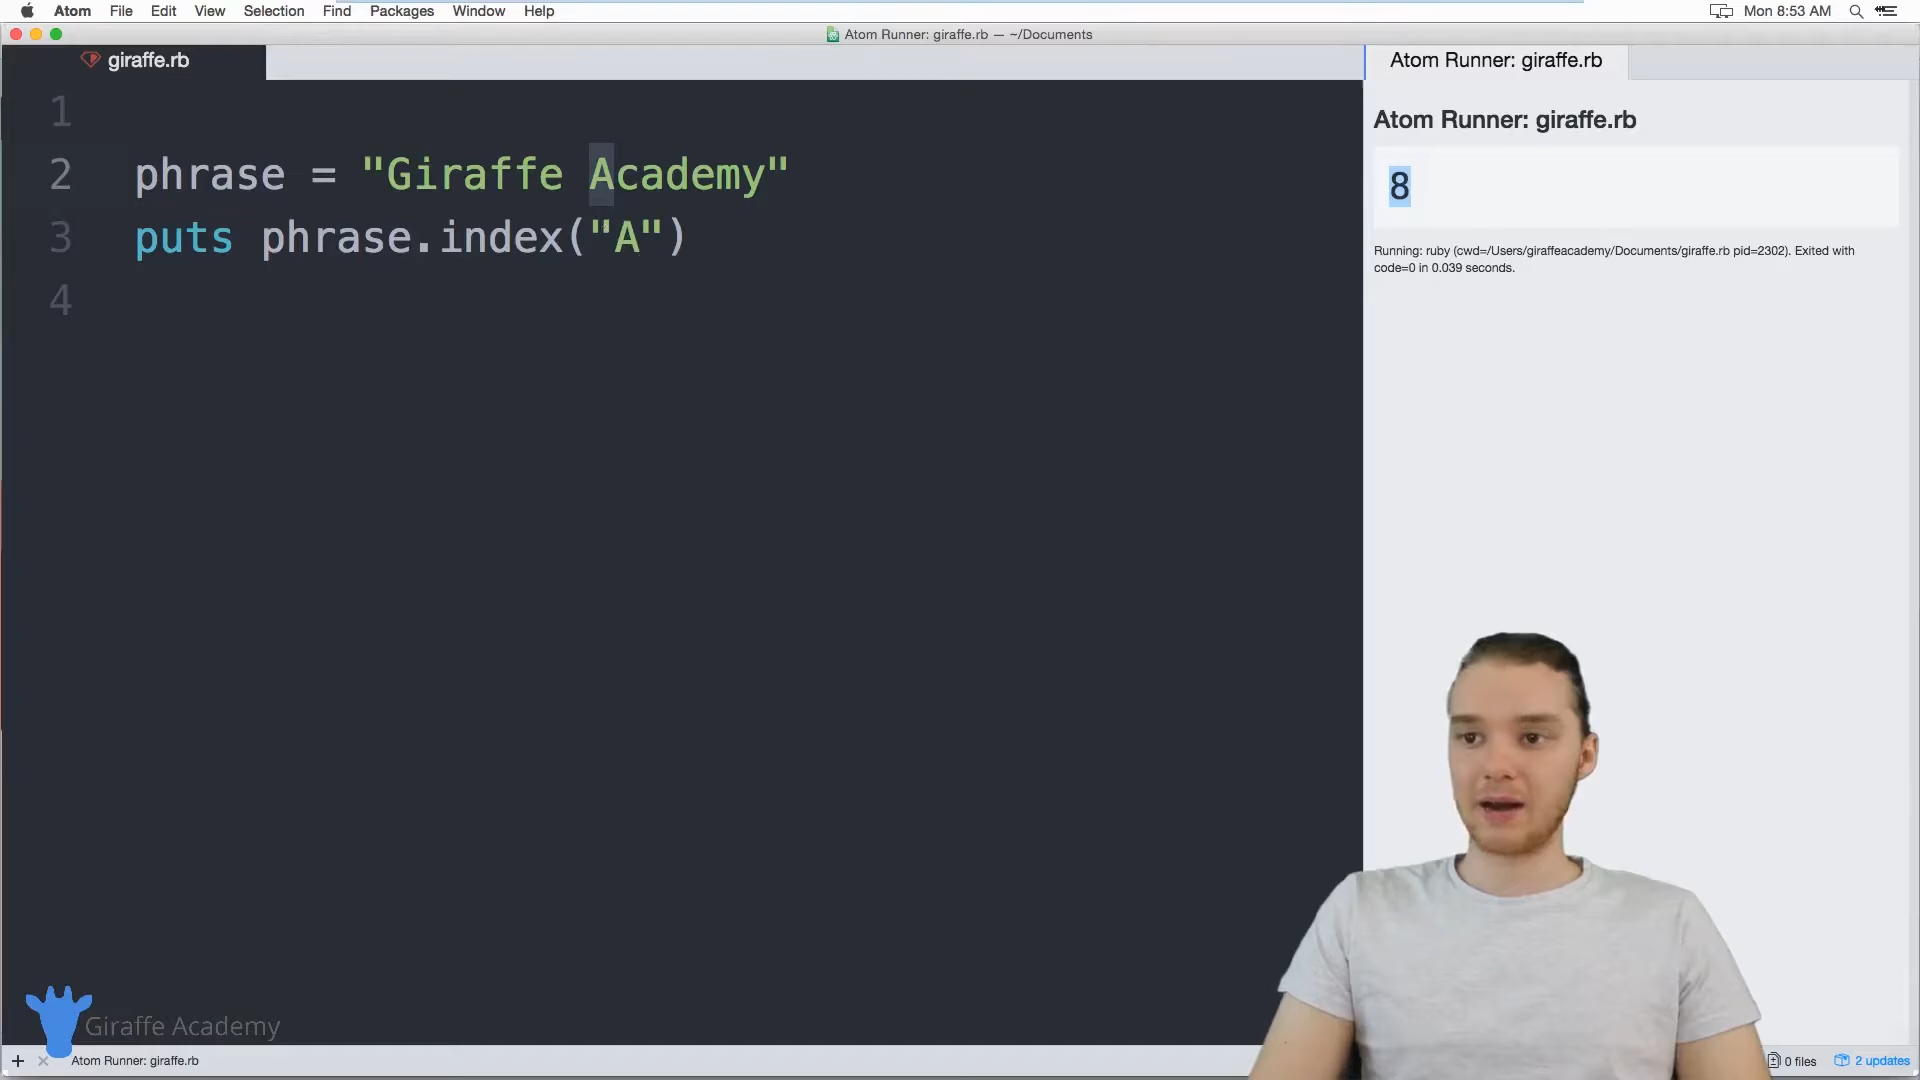 Atom File Edit View Selection Find Packages Window Help
Mon 8:53 AM
Atom Runner: giraffe.rb — ~/Documents
giraffe.rb
Atom Runner: giraffe.rb
1
2 phrase = "Giraffe Academy"
3 puts phrase.index("A")
4
Atom Runner: giraffe.rb
8
Running: ruby (cwd=/Users/giraffeacademy/Documents/giraffe.rb pid=2302). Exited with
code=0 in 0.039 seconds.
Giraffe Academy
Atom Runner: giraffe.rb
0 files
2 updates